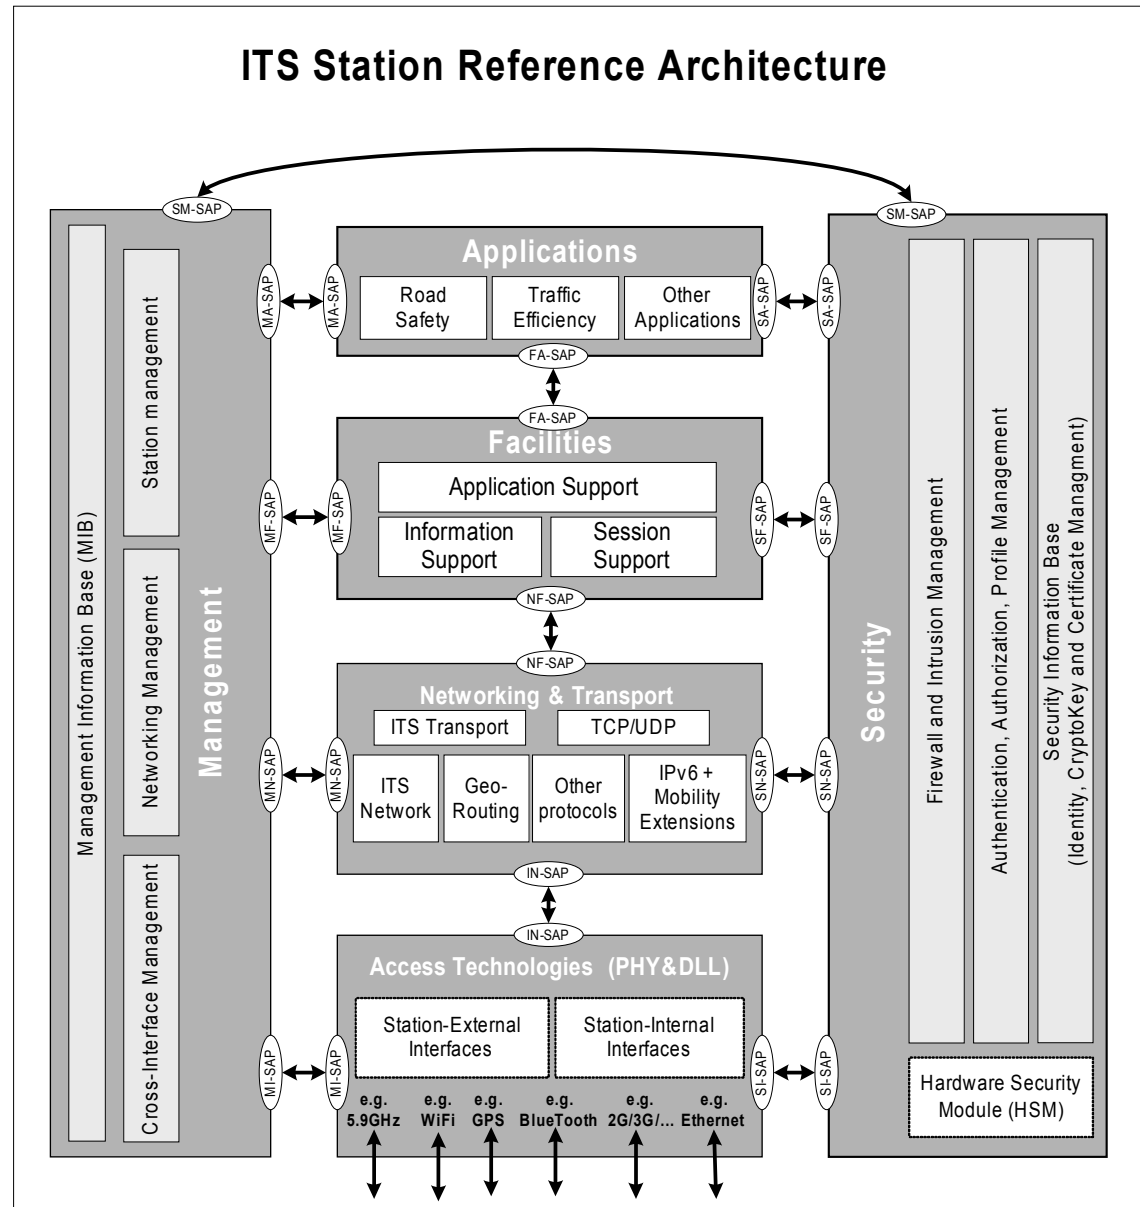 ITS Station Reference Architecture
SM-SAP
SM-SAP
Management Information Base (MIB)
Station management
Networking Management
Cross-Interface Management
Management
MA-SAP
MA-SAP
MF-SAP
MF-SAP
MN-SAP
MN-SAP
MI-SAP
MI-SAP
Applications
Road
Safety
Traffic
Efficiency
Other
Applications
FA-SAP
FA-SAP
Facilities
Application Support
Information
Support
Session
Support
NF-SAP
NF-SAP
Networking & Transport
ITS Transport
TCP/UDP
ITS
Network
Geo-
Routing
Other
protocols
IPv6 +
Mobility
Extensions
IN-SAP
IN-SAP
Access Technologies (PHY&DLL)
Station-External
Interfaces
Station-Internal
Interfaces
e.g.
5.9GHz
e.g.
WiFi
e.g.
GPS
e.g.
BlueTooth
e.g.
2G/3G/...
e.g.
Ethernet
SA-SAP
SA-SAP
SF-SAP
SF-SAP
SN-SAP
SN-SAP
SI-SAP
SI-SAP
Security
Firewall and Intrusion Management
Authentication, Authorization, Profile Management
Security Information Base
(Identity, CryptoKey and Certificate Managment)
Hardware Security
Module (HSM)